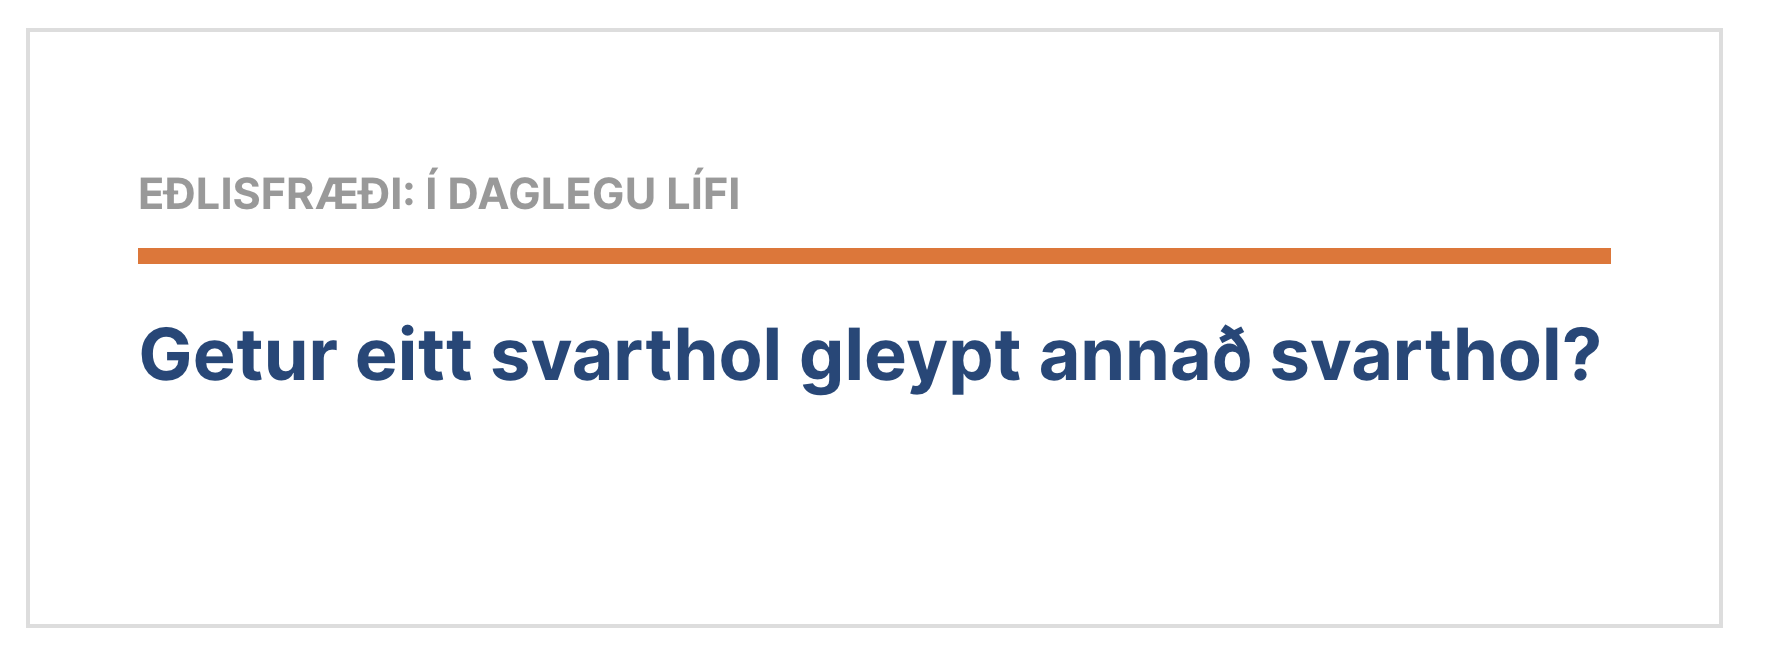 EÐLISFRÆÐI: Í DAGLEGU LÍFI
Getur eitt svarthol gleypt annað svarthol?